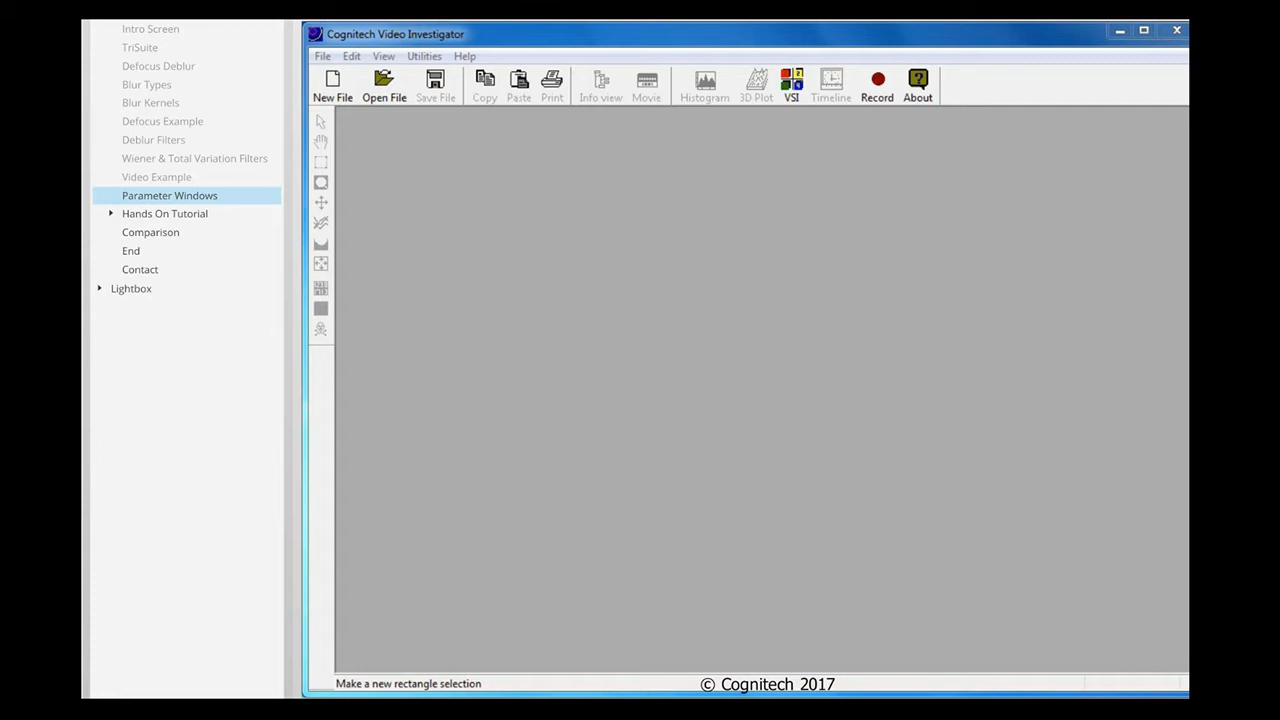 Intro Screen
TriSuite
Defocus Deblur
Blur Types
Blur Kernels
Defocus Example
Deblur Filters
Wiener & Total Variation Filters
Video Example
Parameter Windows
Hands On Tutorial
Comparison
End
Contact
Lightbox
Cognitech Video Investigator
File Edit View Utilities Help
New File Open File Save File Copy Paste Print Info view Movie Histogram 3D Plot VSI Timeline Record About
Make a new rectangle selection
© Cognitech 2017